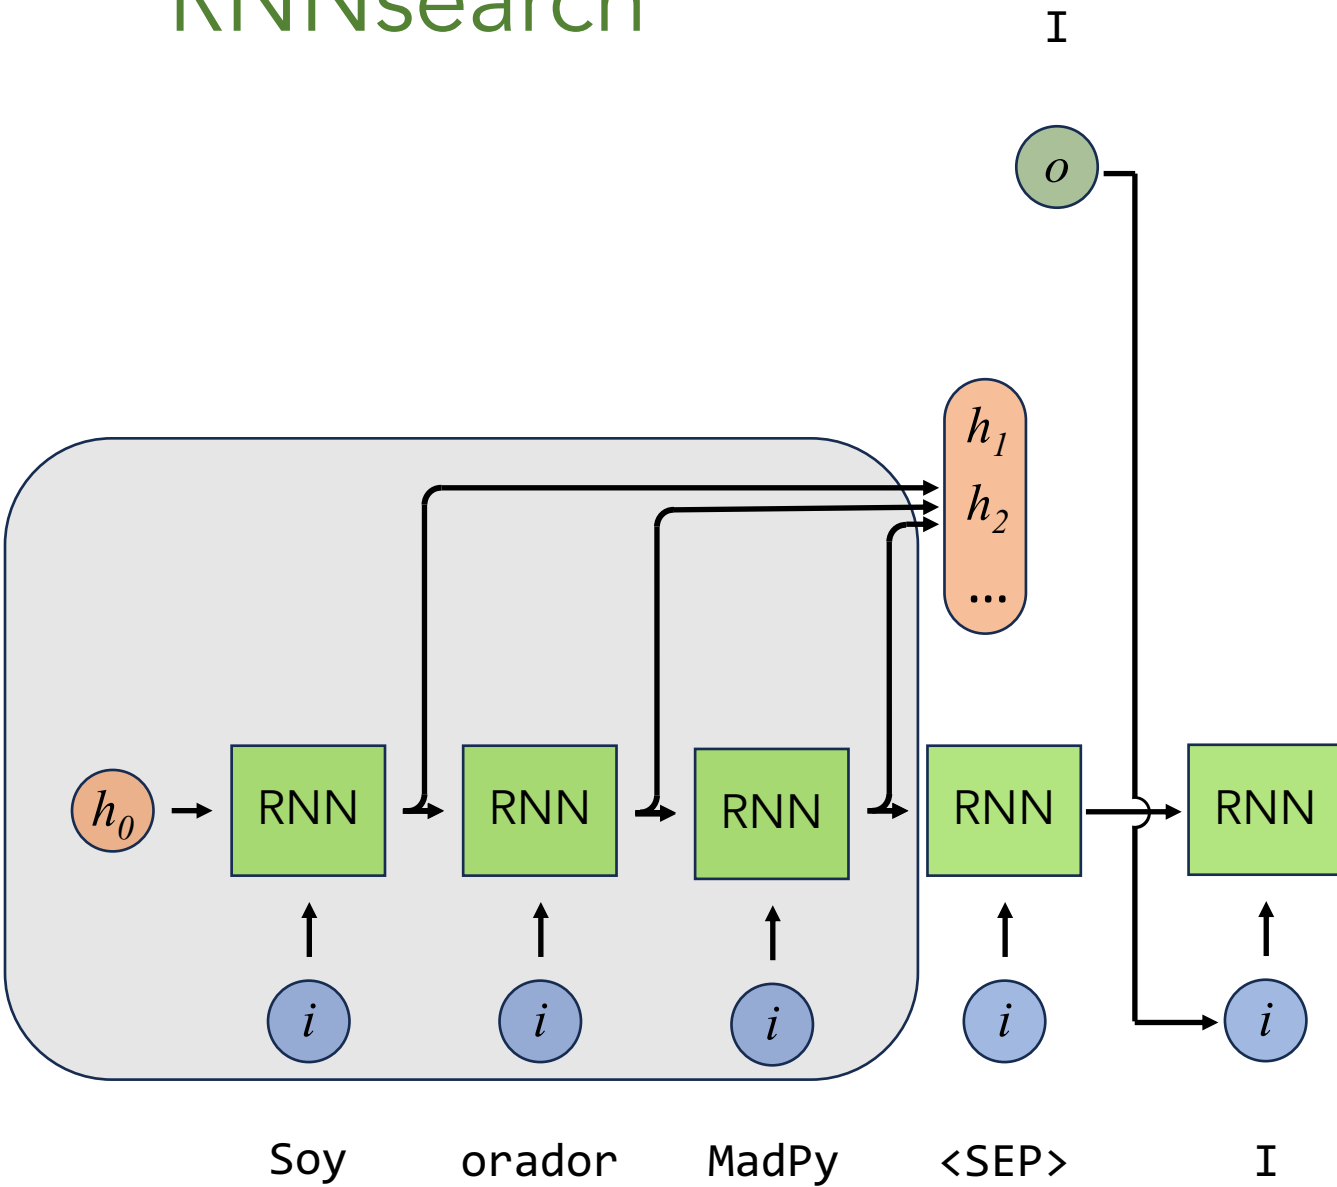 RNNsearch
I
o
h1
h2
...
h0
RNN
RNN
RNN
RNN
RNN
i
i
i
i
i
Soy
orador
MadPy
<SEP>
I